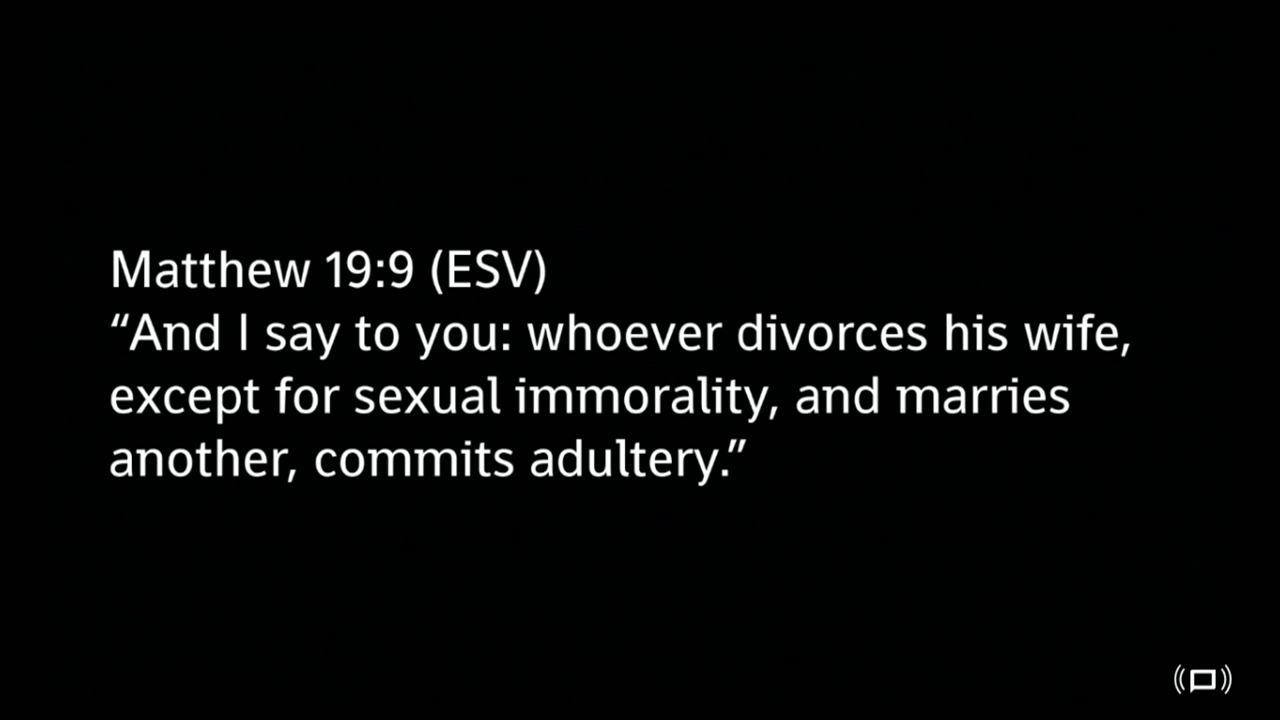 Matthew 19:9 (ESV)
“And I say to you: whoever divorces his wife,
except for sexual immorality, and marries
another, commits adultery.”